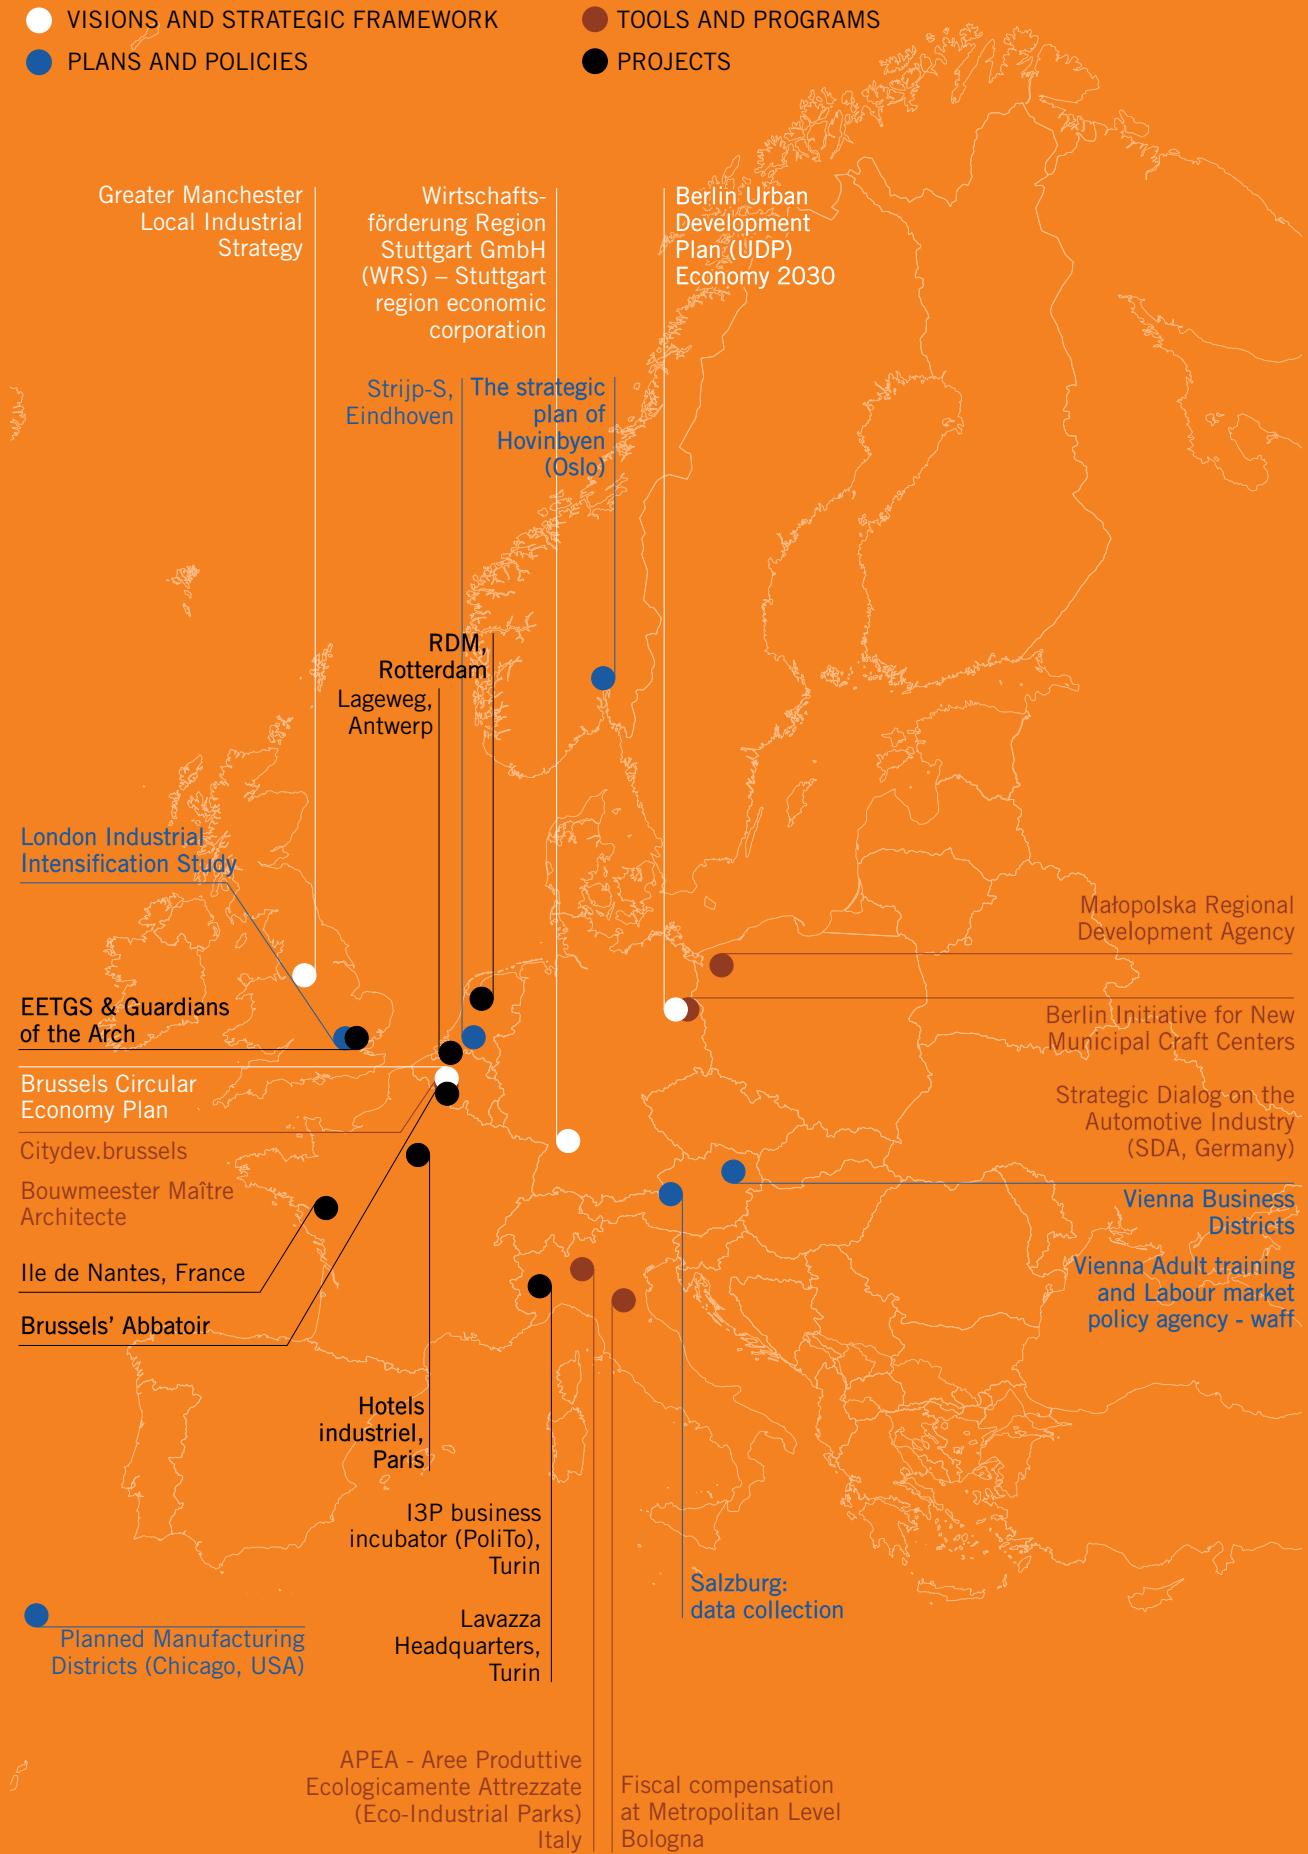 VISIONS AND STRATEGIC FRAMEWORK
PLANS AND POLICIES
TOOLS AND PROGRAMS
PROJECTS
Greater Manchester
Local Industrial
Strategy
Wirtschafts-
förderung Region
Stuttgart GmbH
(WRS) – Stuttgart
region economic
corporation
Berlin Urban
Development
Plan (UDP)
Economy 2030
Strijp-S,
Eindhoven
The strategic
plan of
Hovinbyen
(Oslo)
RDM,
Rotterdam
Lageweg,
Antwerp
London Industrial
Intensification Study
EETGS & Guardians
of the Arch
Brussels Circular
Economy Plan
Citydev.brussels
Bouwmeester Maître
Architecte
Ile de Nantes, France
Brussels' Abbatoir
Małopolska Regional
Development Agency
Berlin Initiative for New
Municipal Craft Centers
Strategic Dialog on the
Automotive Industry
(SDA, Germany)
Vienna Business
Districts
Vienna Adult training
and Labour market
policy agency - waff
Hotels
industriel,
Paris
I3P business
incubator (PoliTo),
Turin
Lavazza
Headquarters,
Turin
Salzburg:
data collection
Planned Manufacturing
Districts (Chicago, USA)
APEA - Aree Produttive
Ecologicamente Attrezzate
(Eco-Industrial Parks)
Italy
Fiscal compensation
at Metropolitan Level
Bologna